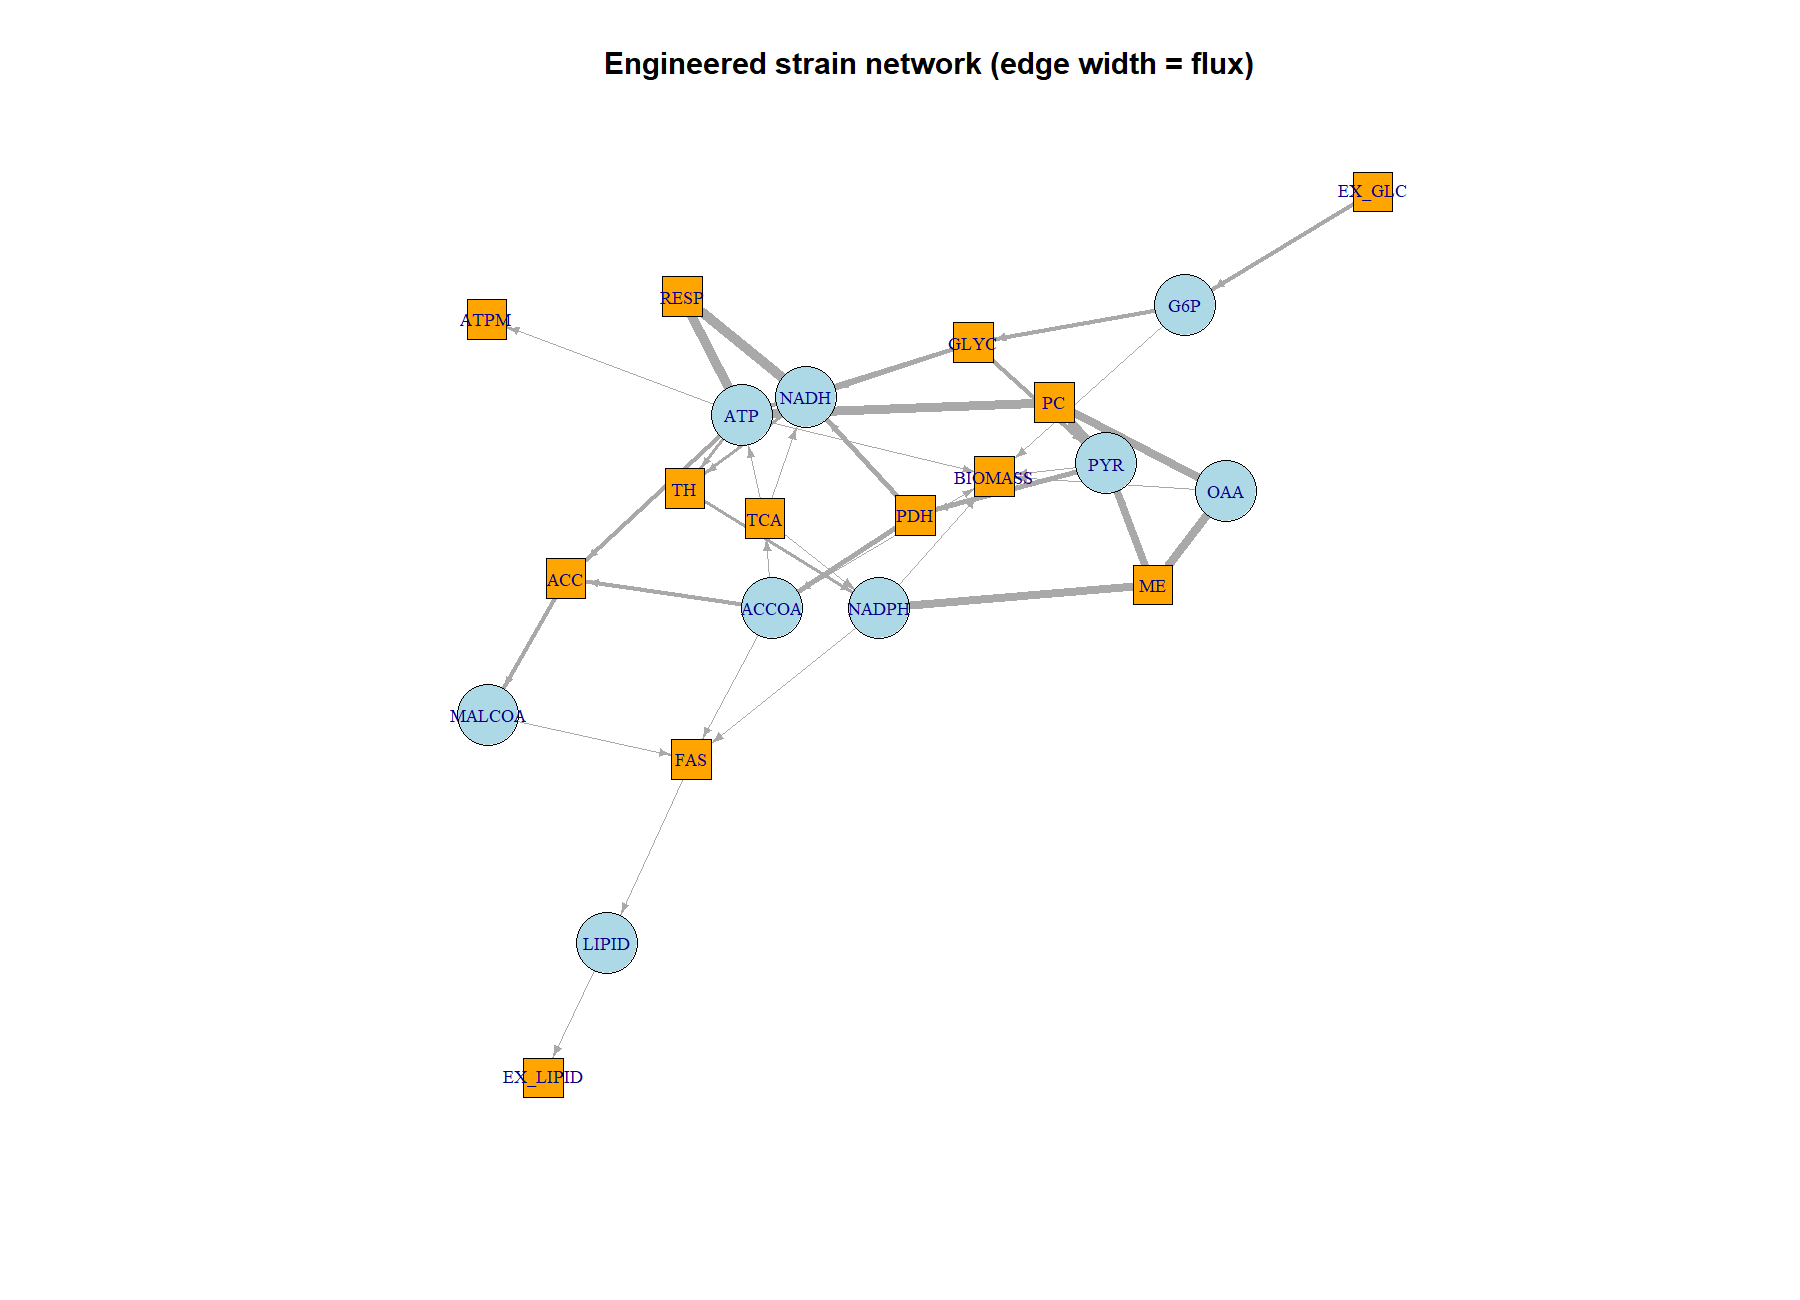 Engineered strain network (edge width = flux)
EX_GLC
RESP
G6P
ATPM
GLYC
NADH
PC
ATP
PYR
BIOMASS
TH
OAA
TCA
PDH
ACC
ME
ACCOA
NADPH
MALCOA
FAS
LIPID
EX_LIPID